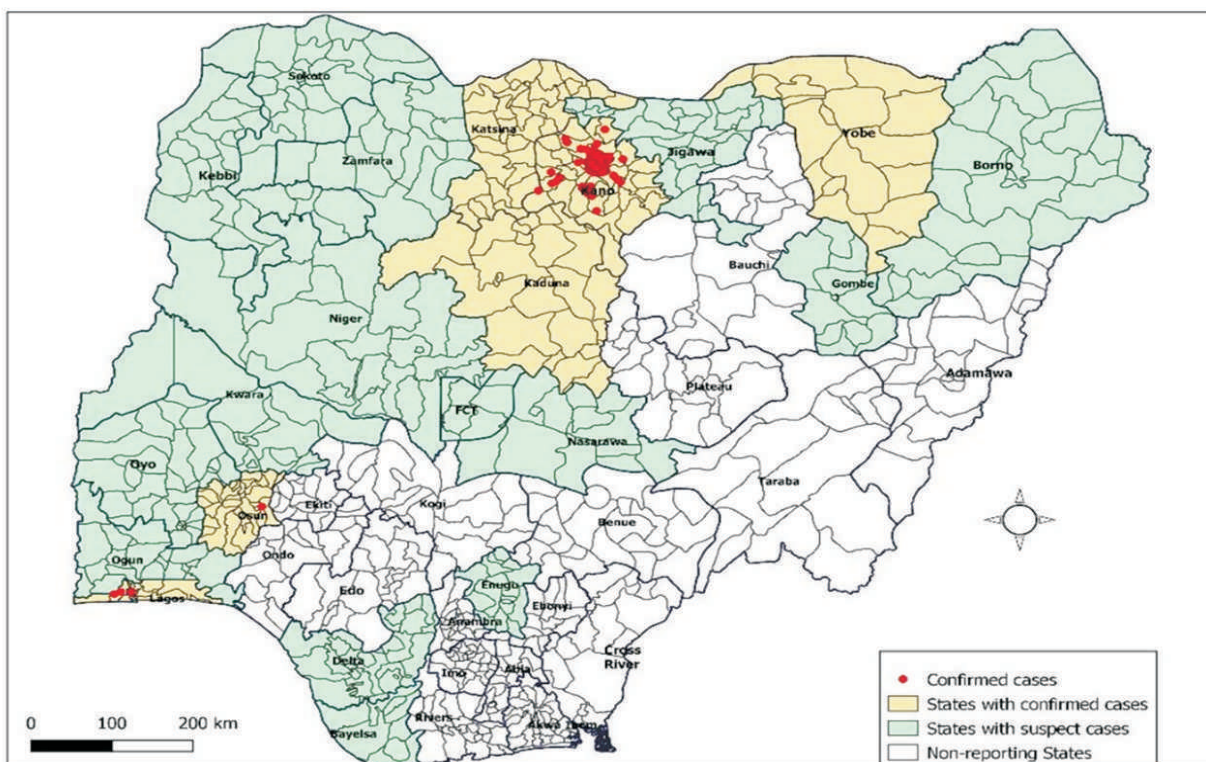 Sokoto
Katsina
Zamfara
Kebbi
Kano
Jigawa
Yobe
Borno
Bauchi
Gombe
Kaduna
Niger
Plateau
Adamawa
Kwara
FCT
Nasarawa
Oyo
Taraba
Osun
Ekiti
Kogi
Benue
Ogun
Ondo
Edo
Enugu
Ebonyi
Lagos
Anambra
Cross
River
Delta
Imo
Abia
Bayelsa
Rivers
Akwa Ibom
0 100 200 km
Confirmed cases
States with confirmed cases
States with suspect cases
Non-reporting States